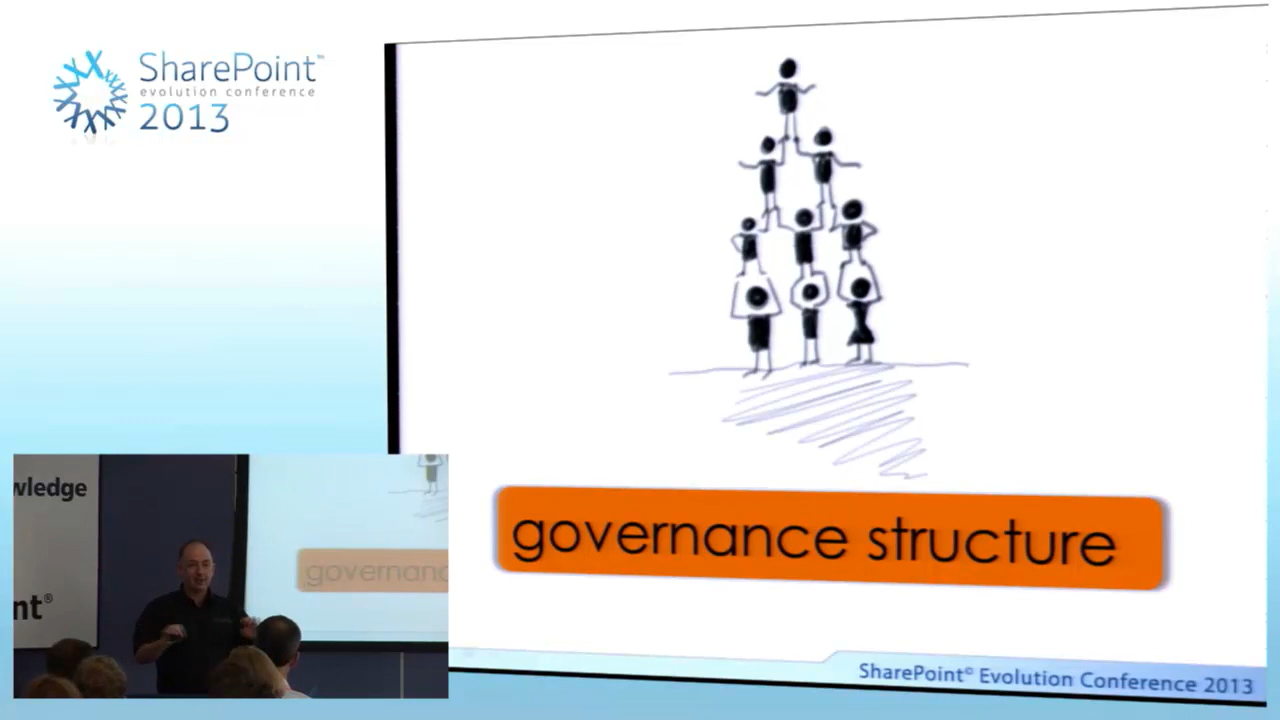 SharePoint™
evolution conference
2013
governance structure
SharePoint© Evolution Conference 2013
wledge
nt®
governanc